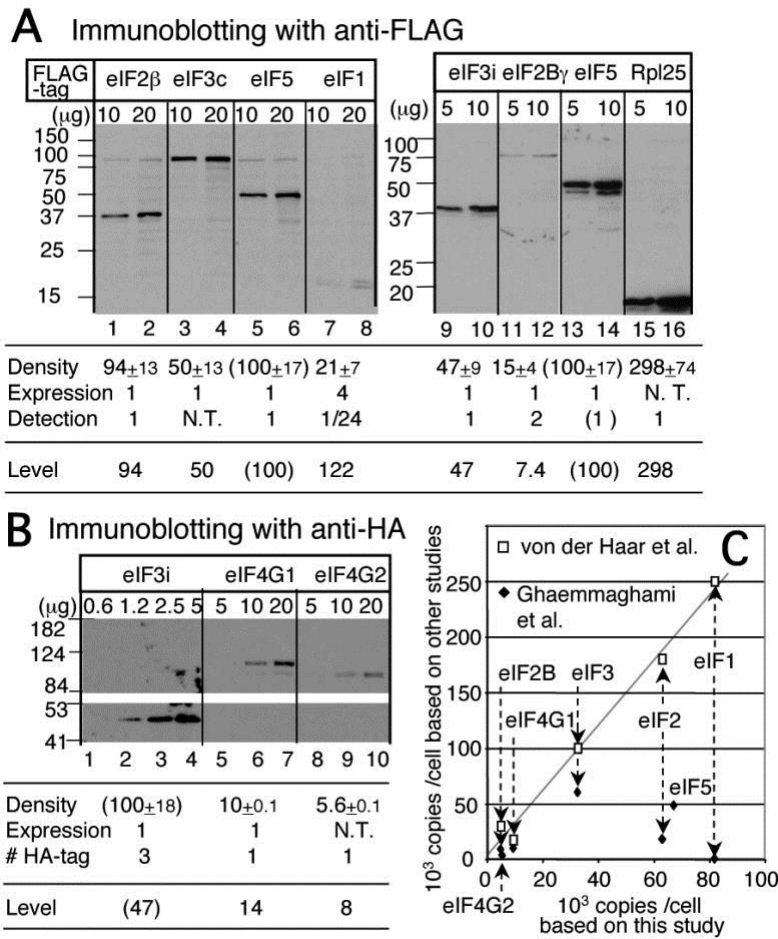 A Immunoblotting with anti-FLAG
FLAG-tag eIF2β eIF3c eIF5 eIF1
(µg) 10 20 10 20 10 20 10 20
150
100
75
50
37
25
15
1 2 3 4 5 6 7 8
eIF3i eIF2Bγ eIF5 Rpl25
(µg) 5 10 5 10 5 10 5 10
100
75
50
37
25
20
9 10 11 12 13 14 15 16
Density 94±13 50±13 (100±17) 21±7 47±9 15±4 (100±17) 298±74
Expression 1 1 1 4 1 1 1 N. T.
Detection 1 N.T. 1 1/24 1 2 (1) 1
Level 94 50 (100) 122 47 7.4 (100) 298
B Immunoblotting with anti-HA
eIF3i eIF4G1 eIF4G2
(µg) 0.6 1.2 2.5 5 5 10 20 5 10 20
182
124
84
53
41
1 2 3 4 5 6 7 8 9 10
Density (100±18) 10±0.1 5.6±0.1
Expression 1 1 N.T.
# HA-tag 3 1 1
Level (47) 14 8
C
von der Haar et al.
Ghaemmaghami
et al.
10³ copies /cell based on other studies
250
200
150
100
50
0
eIF2B
eIF3
eIF1
eIF4G1
eIF2
eIF5
0 20 40 60 80 100
eIF4G2
10³ copies /cell
based on this study